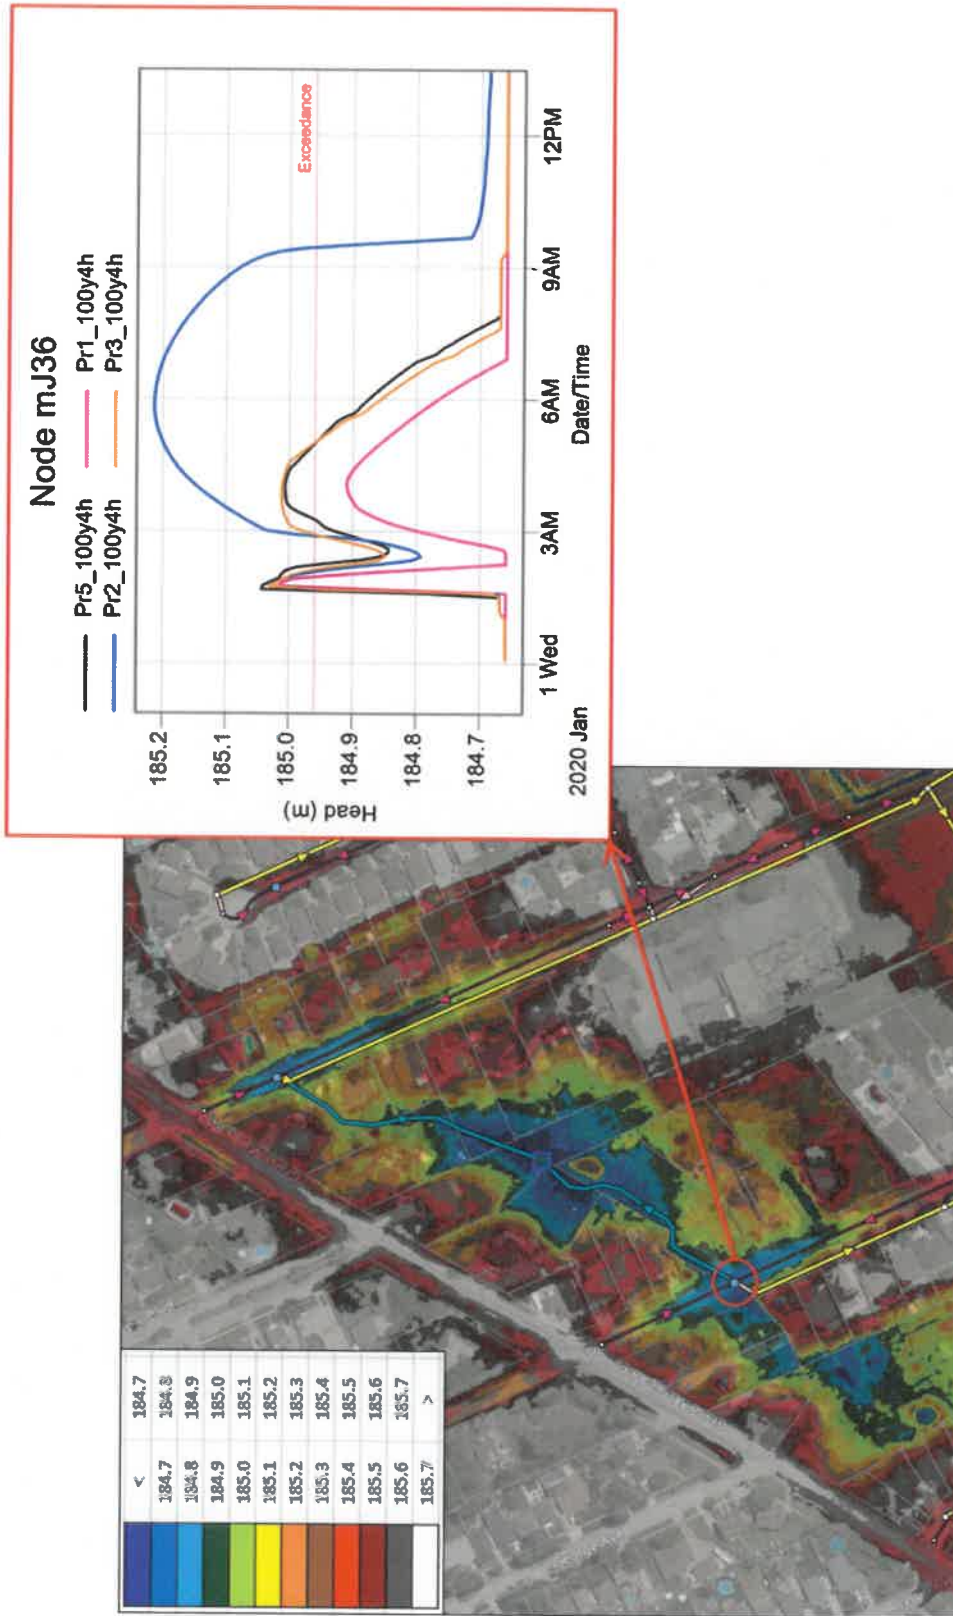 Node mJ36
Pr5_100y4h Pr1_100y4h
Pr2_100y4h Pr3_100y4h
Exceedance
Head (m)
185.2
185.1
185.0
184.9
184.8
184.7
1 Wed 3AM 6AM 9AM 12PM
2020 Jan
Date/Time
< 184.7
184.7 184.8
184.8 184.9
184.9 185.0
185.0 185.1
185.1 185.2
185.2 185.3
185.3 185.4
185.4 185.5
185.5 185.6
185.6 185.7
185.7 >